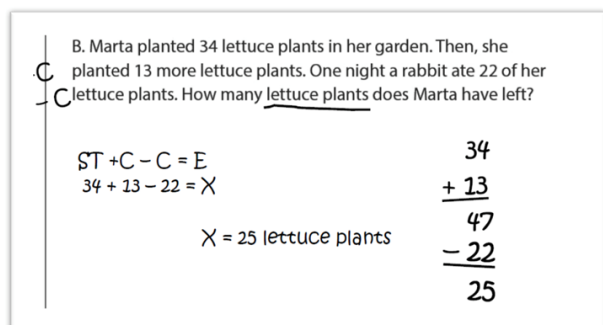 B. Marta planted 34 lettuce plants in her garden. Then, she
C planted 13 more lettuce plants. One night a rabbit ate 22 of her
- C lettuce plants. How many lettuce plants does Marta have left?
ST + C - C = E
34 + 13 - 22 = X
X = 25 lettuce plants
34
+ 13
47
- 22
25